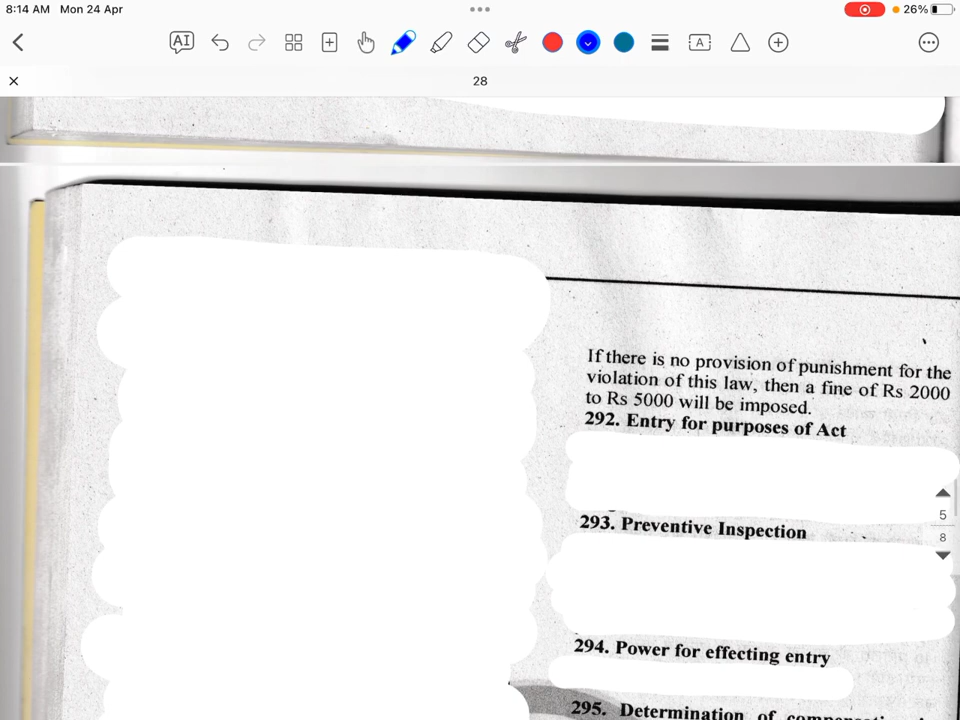 8:14 AM Mon 24 Apr
26%
AI
A
28
If there is no provision of punishment for the
violation of this law, then a fine of Rs 2000
to Rs 5000 will be imposed.
292. Entry for purposes of Act
293. Preventive Inspection
5
8
294. Power for effecting entry
295. Determination of